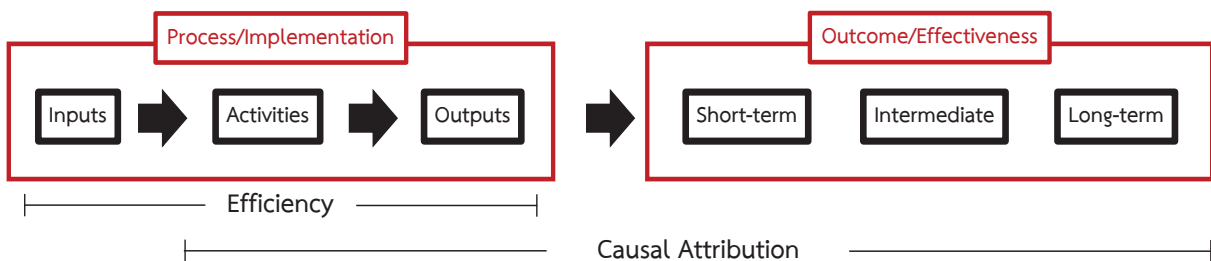 Process/Implementation
Outcome/Effectiveness
Inputs
Activities
Outputs
Short-term
Intermediate
Long-term
Efficiency
Causal Attribution